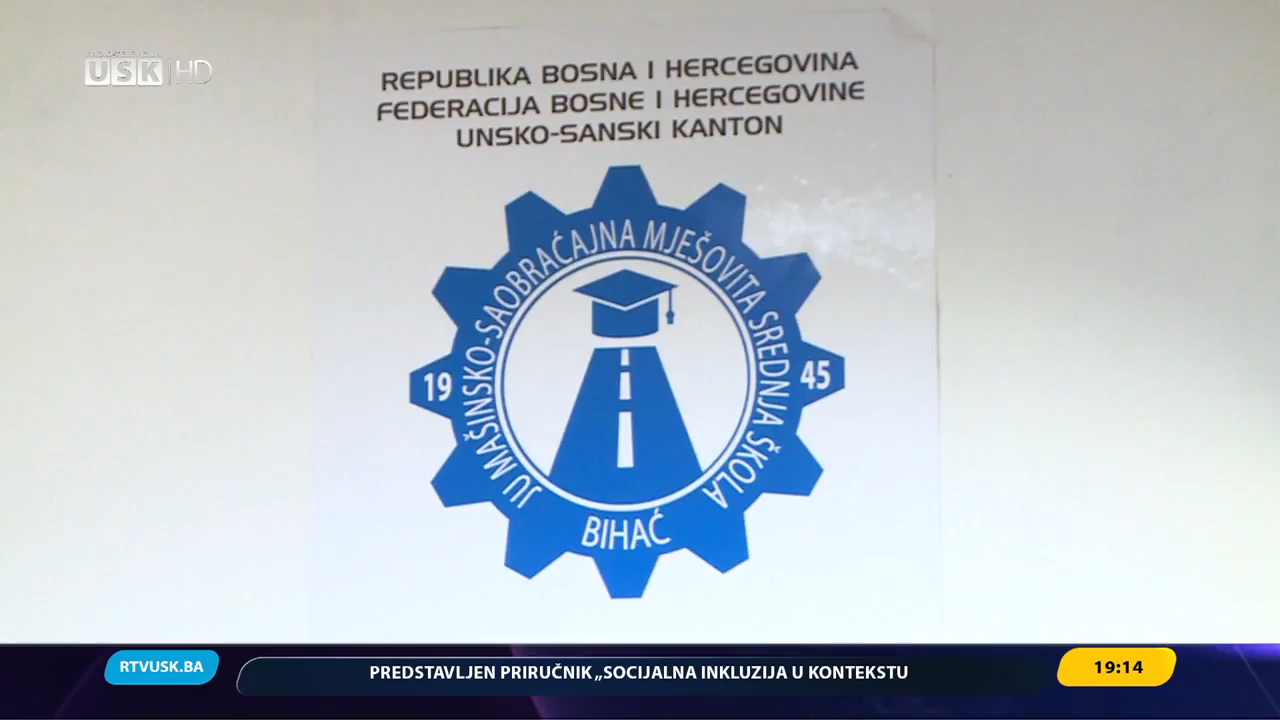 USK HD
REPUBLIKA BOSNA I HERCEGOVINA
FEDERACIJA BOSNE I HERCEGOVINE
UNSKO-SANSKI KANTON
JU MAŠINSKO-SAOBRAĆAJNA MJEŠOVITA SREDNJA ŠKOLA
19
45
BIHAĆ
RTVUSK.BA
PREDSTAVLJEN PRIRUČNIK „SOCIJALNA INKLUZIJA U KONTEKSTU
19:14